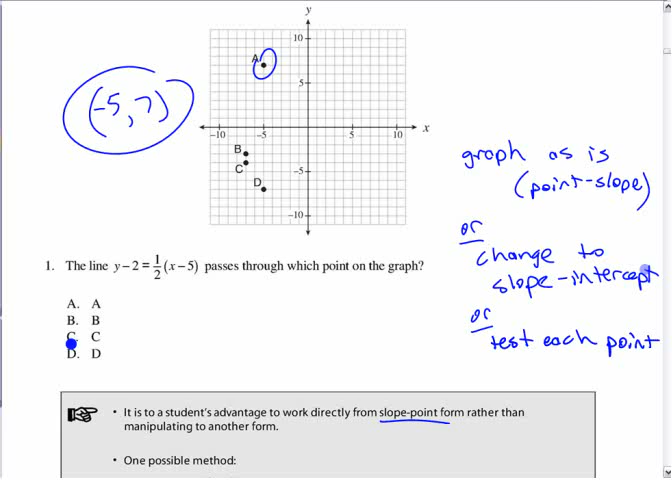 y
10
A
5
(-5, 7)
-10
-5
5
10
x
B
C
-5
D
-10
graph as is
(point-slope)
or
change to
slope-intercept
or
test each point
1. The line y − 2 = 1/2 (x − 5) passes through which point on the graph?
A. A
B. B
C. C
D. D
• It is to a student's advantage to work directly from slope-point form rather than
manipulating to another form.
• One possible method: